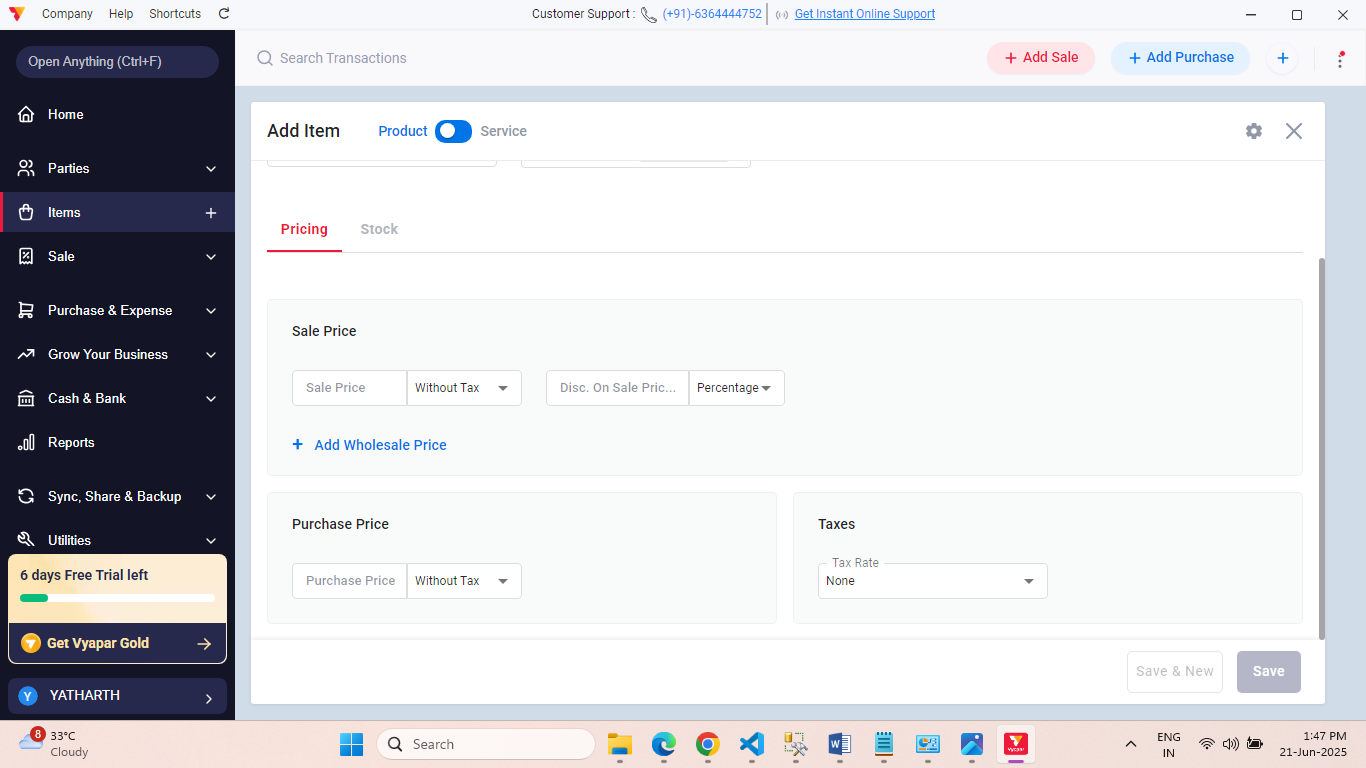 Company Help Shortcuts
Customer Support : (+91)-6364444752 Get Instant Online Support
Open Anything (Ctrl+F)
Search Transactions
+ Add Sale
+ Add Purchase
Home
Parties
Items
Sale
Purchase & Expense
Grow Your Business
Cash & Bank
Reports
Sync, Share & Backup
Utilities
6 days Free Trial left
Get Vyapar Gold
Y YATHARTH
Add Item
Product
Service
Pricing
Stock
Sale Price
Sale Price
Without Tax
Disc. On Sale Pric...
Percentage
+ Add Wholesale Price
Purchase Price
Purchase Price
Without Tax
Taxes
Tax Rate
None
Save & New
Save
8
33°C
Cloudy
Search
Vyapar
ENG
IN
1:47 PM
21-Jun-2025